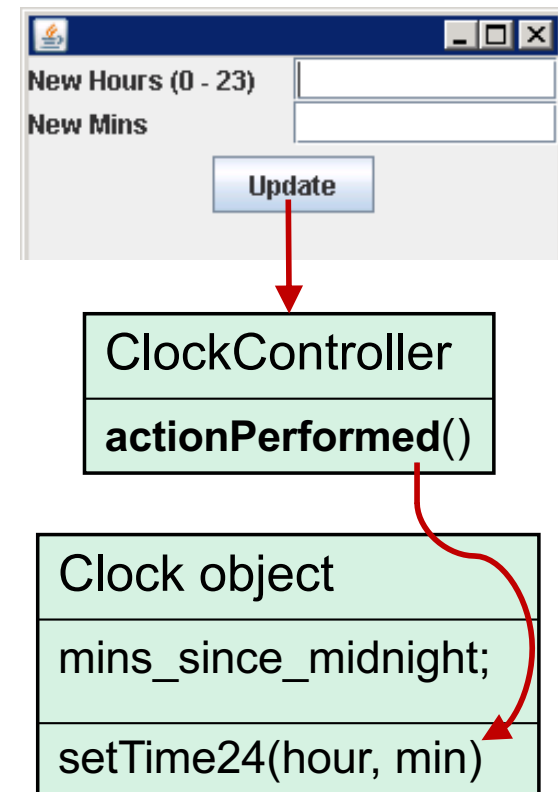 New Hours (0 - 23)
New Mins
Update
ClockController
actionPerformed()
Clock object
mins_since_midnight;
setTime24(hour, min)